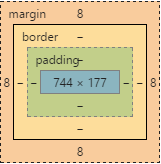 margin 8
border –
padding –
8 – – 744 × 177 – – 8
–
–
8